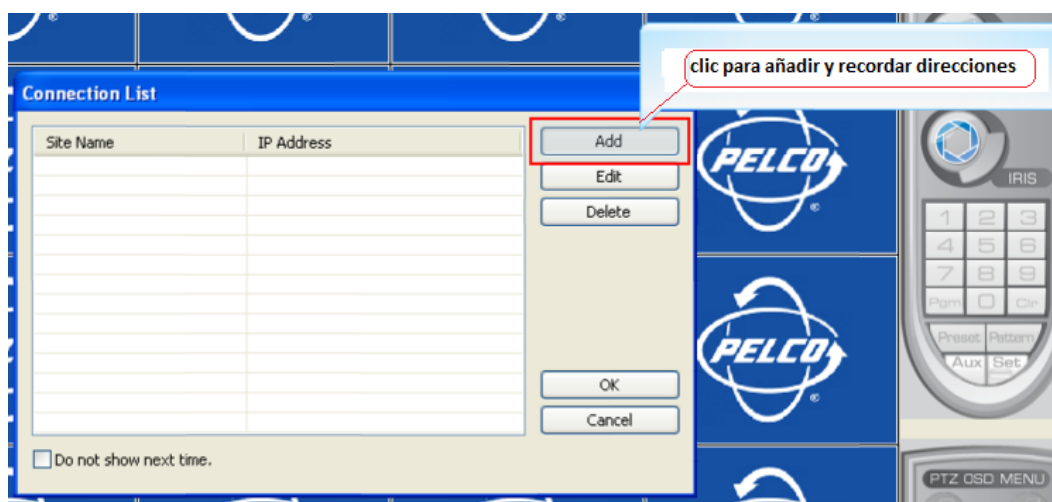 clic para añadir y recordar direcciones
Connection List
Site Name IP Address
Add
Edit
Delete
OK
Cancel
Do not show next time.
PELCO
®
PELCO
®
IRIS
1 2 3
4 5 6
7 8 9
Pgm Clr
Preset Pattern
Aux Set
PTZ OSD MENU